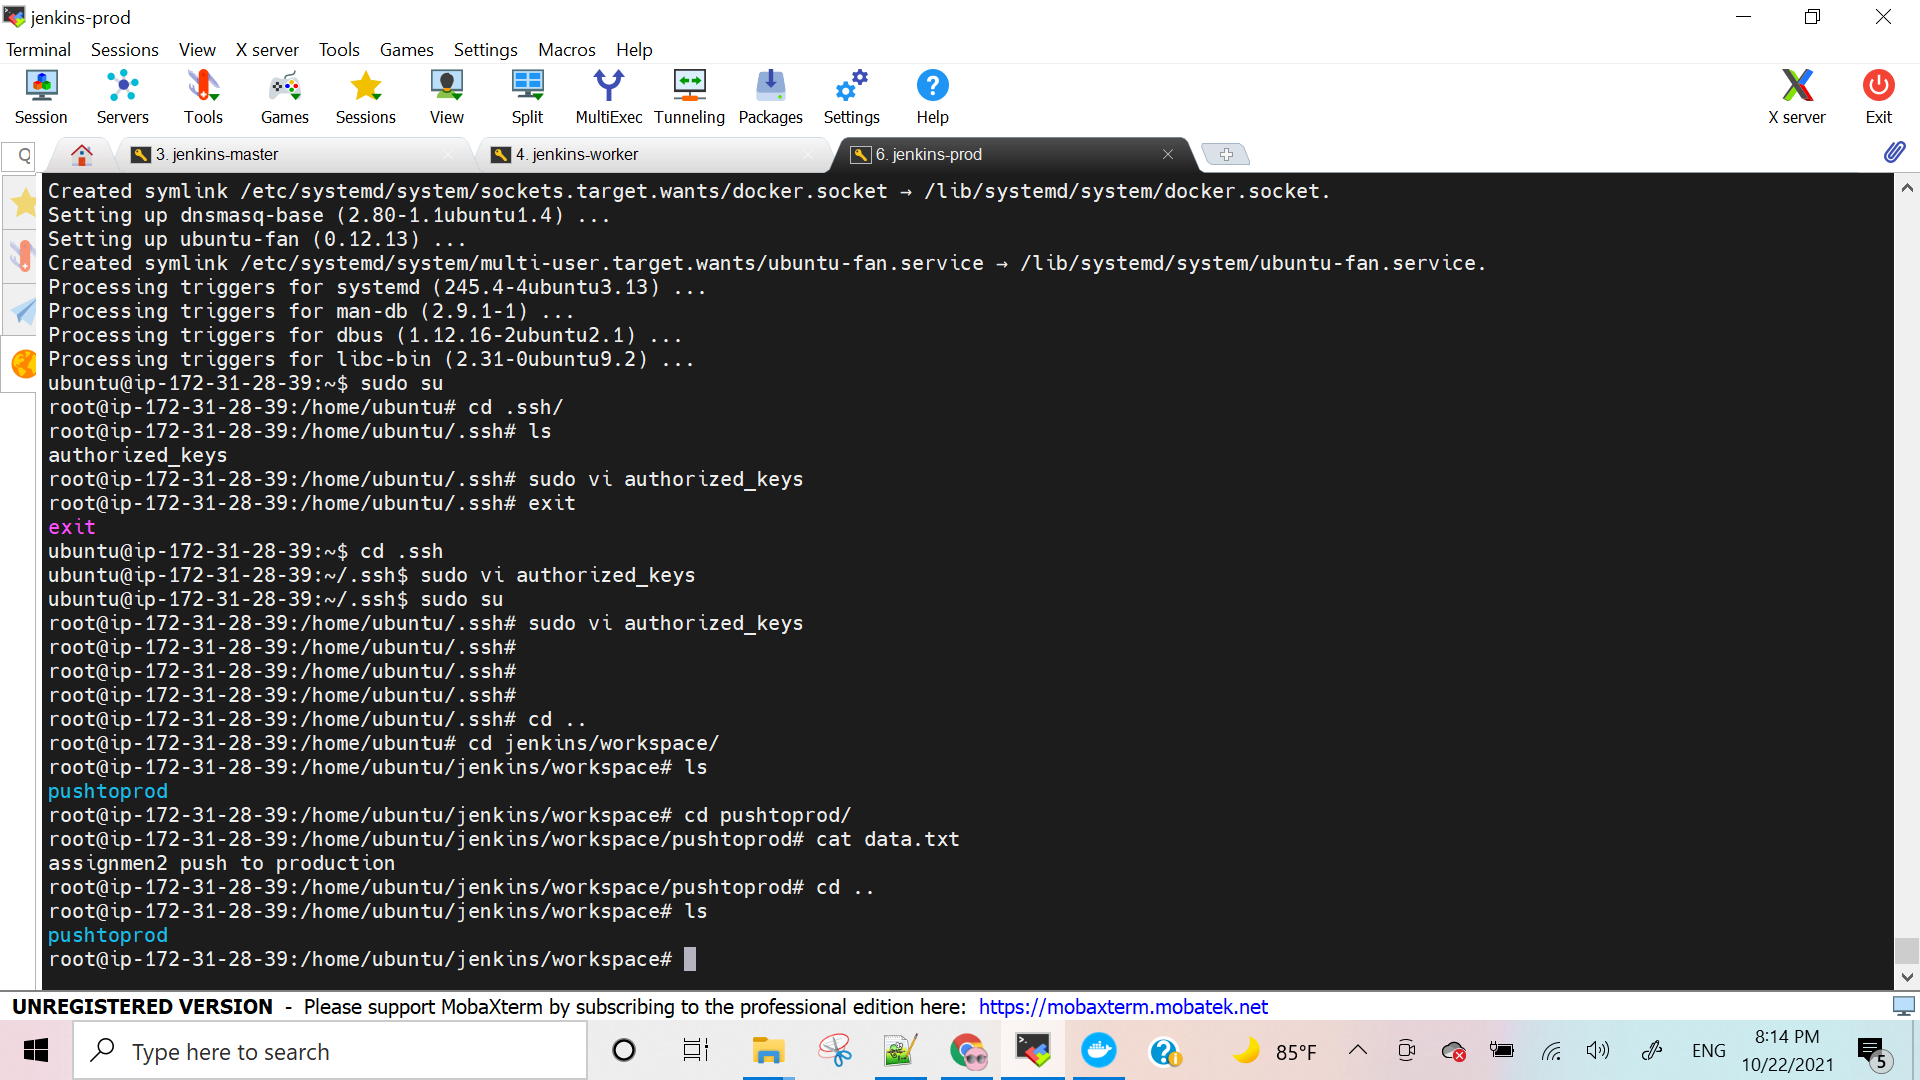 jenkins-prod
Terminal Sessions View X server Tools Games Settings Macros Help
Session Servers Tools Games Sessions View Split MultiExec Tunneling Packages Settings Help X server Exit
3. jenkins-master 4. jenkins-worker 6. jenkins-prod
Created symlink /etc/systemd/system/sockets.target.wants/docker.socket → /lib/systemd/system/docker.socket.
Setting up dnsmasq-base (2.80-1.1ubuntu1.4) ...
Setting up ubuntu-fan (0.12.13) ...
Created symlink /etc/systemd/system/multi-user.target.wants/ubuntu-fan.service → /lib/systemd/system/ubuntu-fan.service.
Processing triggers for systemd (245.4-4ubuntu3.13) ...
Processing triggers for man-db (2.9.1-1) ...
Processing triggers for dbus (1.12.16-2ubuntu2.1) ...
Processing triggers for libc-bin (2.31-0ubuntu9.2) ...
ubuntu@ip-172-31-28-39:~$ sudo su
root@ip-172-31-28-39:/home/ubuntu# cd .ssh/
root@ip-172-31-28-39:/home/ubuntu/.ssh# ls
authorized_keys
root@ip-172-31-28-39:/home/ubuntu/.ssh# sudo vi authorized_keys
root@ip-172-31-28-39:/home/ubuntu/.ssh# exit
exit
ubuntu@ip-172-31-28-39:~$ cd .ssh
ubuntu@ip-172-31-28-39:~/.ssh$ sudo vi authorized_keys
ubuntu@ip-172-31-28-39:~/.ssh$ sudo su
root@ip-172-31-28-39:/home/ubuntu/.ssh# sudo vi authorized_keys
root@ip-172-31-28-39:/home/ubuntu/.ssh#
root@ip-172-31-28-39:/home/ubuntu/.ssh#
root@ip-172-31-28-39:/home/ubuntu/.ssh#
root@ip-172-31-28-39:/home/ubuntu/.ssh# cd ..
root@ip-172-31-28-39:/home/ubuntu# cd jenkins/workspace/
root@ip-172-31-28-39:/home/ubuntu/jenkins/workspace# ls
pushtoprod
root@ip-172-31-28-39:/home/ubuntu/jenkins/workspace# cd pushtoprod/
root@ip-172-31-28-39:/home/ubuntu/jenkins/workspace/pushtoprod# cat data.txt
assignmen2 push to production
root@ip-172-31-28-39:/home/ubuntu/jenkins/workspace/pushtoprod# cd ..
root@ip-172-31-28-39:/home/ubuntu/jenkins/workspace# ls
pushtoprod
root@ip-172-31-28-39:/home/ubuntu/jenkins/workspace#
UNREGISTERED VERSION - Please support MobaXterm by subscribing to the professional edition here: https://mobaxterm.mobatek.net
Type here to search
85°F
ENG
8:14 PM
10/22/2021
5